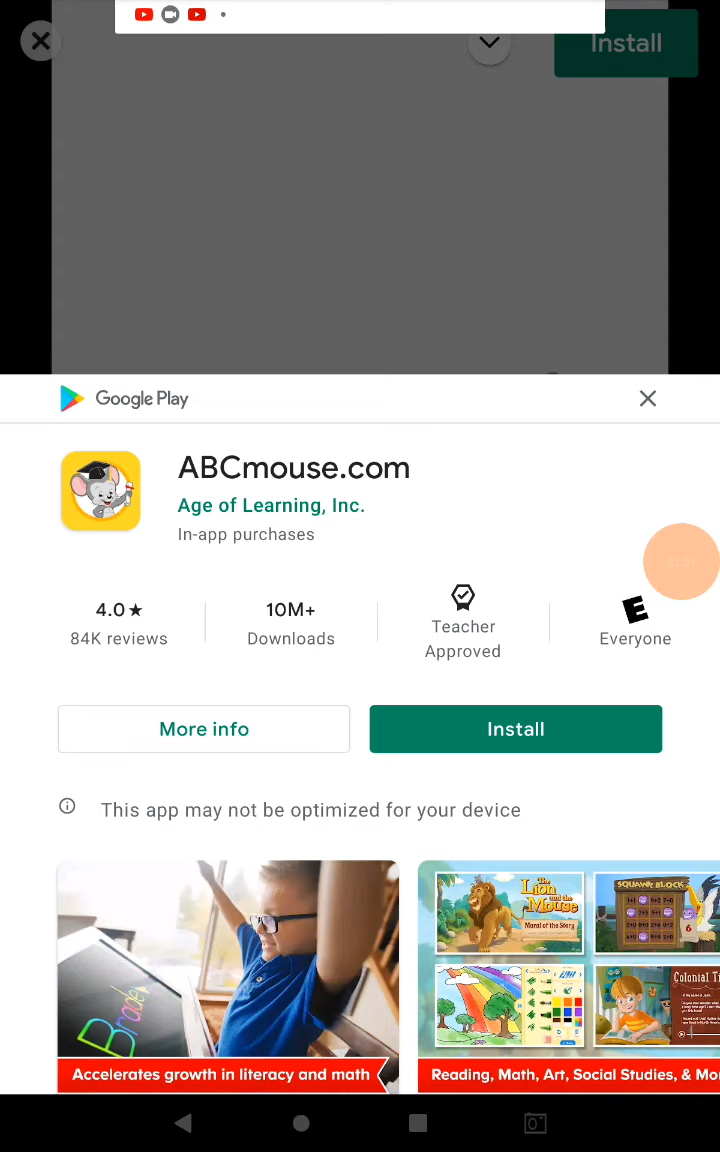 Install
Google Play
ABCmouse.com
Age of Learning, Inc.
In-app purchases
4.0★
84K reviews
10M+
Downloads
Teacher
Approved
E
Everyone
More info
Install
This app may not be optimized for your device
The
Lion
and the
Mouse
Moral of the Story
SQUAWK BLOCK
6
Colonial T
Brode
Accelerates growth in literacy and math
Reading, Math, Art, Social Studies, & Mo